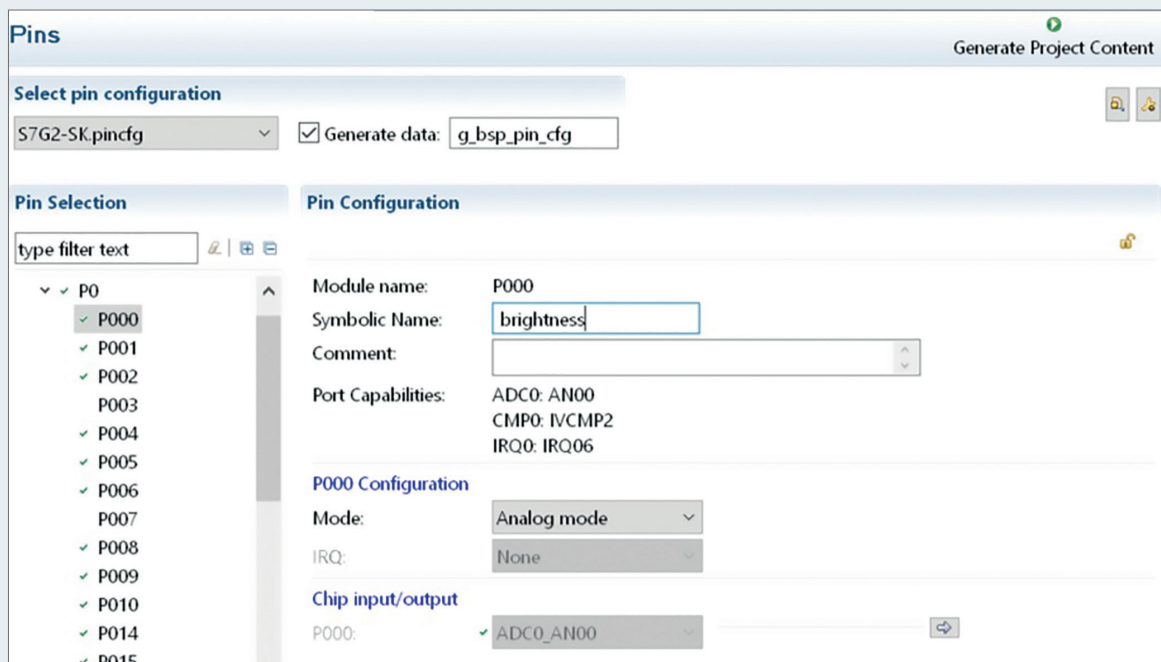 Pins
Generate Project Content
Select pin configuration
S7G2-SK.pincfg
Generate data:
g_bsp_pin_cfg
Pin Selection
type filter text
P0
P000
P001
P002
P003
P004
P005
P006
P007
P008
P009
P010
P014
P015
Pin Configuration
Module name: P000
Symbolic Name: brightness
Comment:
Port Capabilities: ADC0: AN00
CMP0: IVCMP2
IRQ0: IRQ06
P000 Configuration
Mode: Analog mode
IRQ: None
Chip input/output
P000: ADC0_AN00